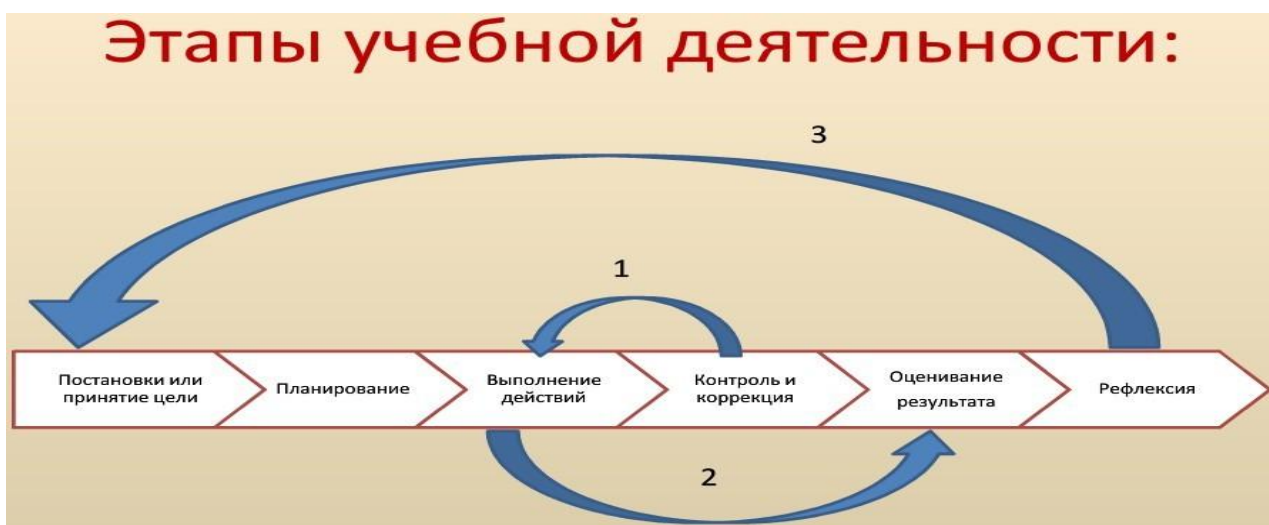 Этапы учебной деятельности:
3
1
Постановки или
принятие цели
Планирование
Выполнение
действий
Контроль и
коррекция
Оценивание
результата
Рефлексия
2